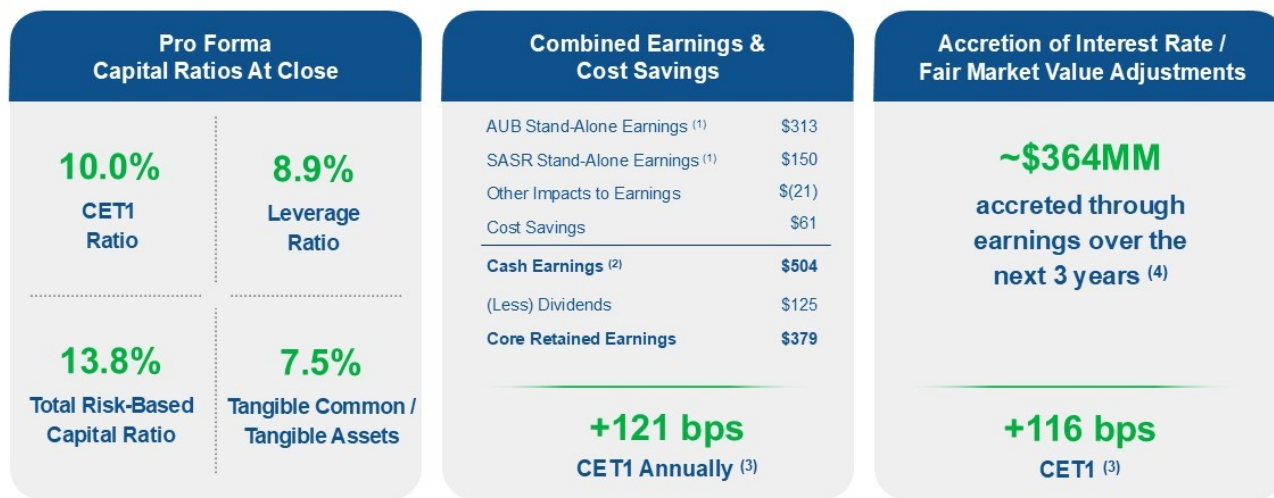 Pro Forma
Capital Ratios At Close
10.0%
CET1
Ratio
8.9%
Leverage
Ratio
13.8%
Total Risk-Based
Capital Ratio
7.5%
Tangible Common /
Tangible Assets
Combined Earnings &
Cost Savings
AUB Stand-Alone Earnings (1) $313
SASR Stand-Alone Earnings (1) $150
Other Impacts to Earnings $(21)
Cost Savings $61
Cash Earnings (2) $504
(Less) Dividends $125
Core Retained Earnings $379
+121 bps
CET1 Annually (3)
Accretion of Interest Rate /
Fair Market Value Adjustments
~$364MM
accreted through
earnings over the
next 3 years (4)
+116 bps
CET1 (3)